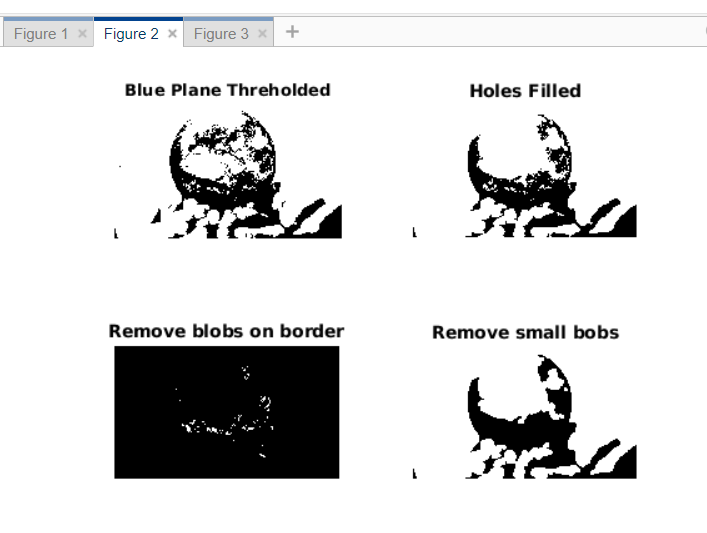 Figure 1 × Figure 2 × Figure 3 × +
Blue Plane Threholded
Holes Filled
Remove blobs on border
Remove small bobs